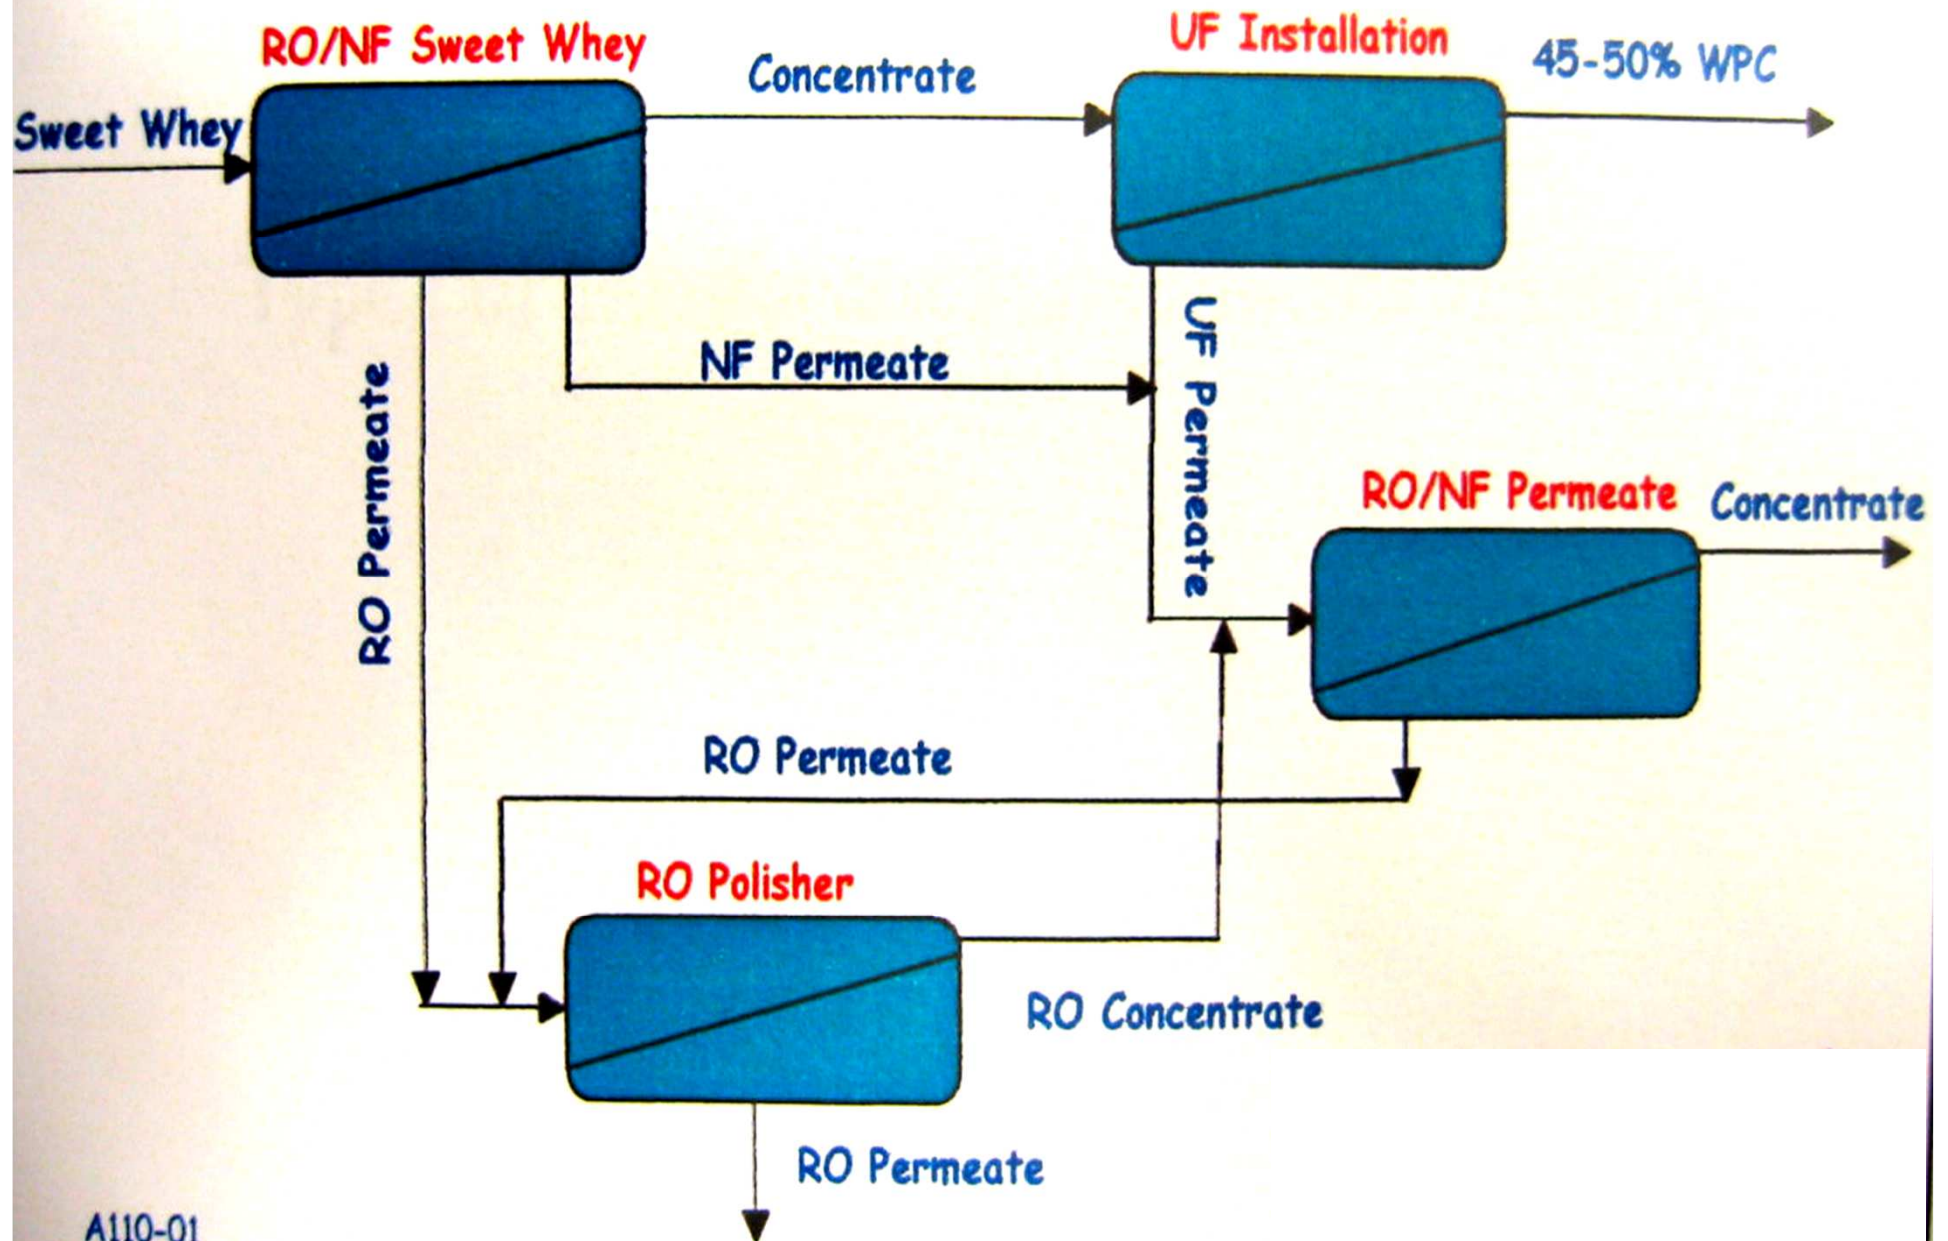 RO/NF Sweet Whey
UF Installation
Concentrate
45-50% WPC
Sweet Whey
NF Permeate
UF Permeate
RO Permeate
RO/NF Permeate
Concentrate
RO Permeate
RO Polisher
RO Concentrate
RO Permeate
A110-01